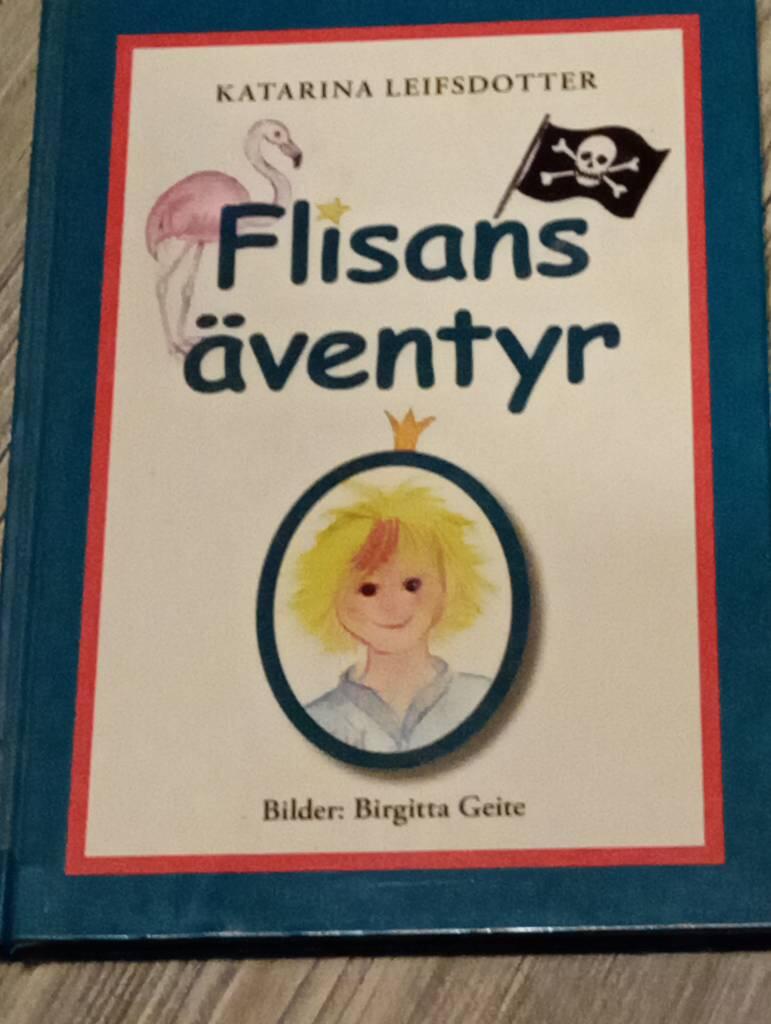 KATARINA LEIFSDOTTER
Flisans
äventyr
Bilder: Birgitta Geite